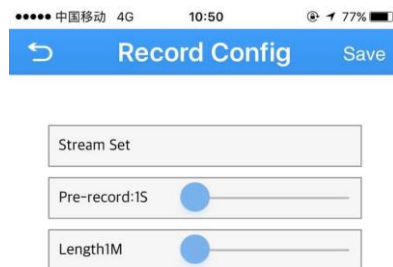 中国移动 4G 10:50 77%
Record Config Save
Stream Set
Pre-record:1S
Length1M